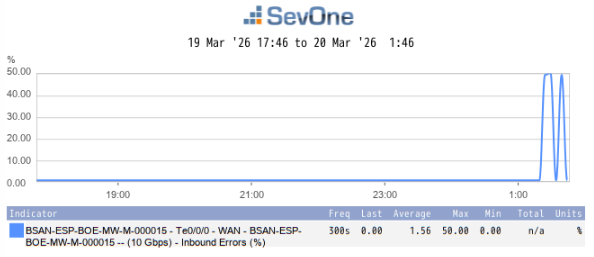 SevOne
19 Mar '26 17:46 to 20 Mar '26 1:46
%
50.00
40.00
30.00
20.00
10.00
0.00
19:00 21:00 23:00 1:00
Indicator Freq Last Average Max Min Total Units
BSAN-ESP-BOE-MW-M-000015 - Te0/0/0 - WAN - BSAN-ESP- 300s 0.00 1.56 50.00 0.00 n/a %
BOE-MW-M-000015 -- (10 Gbps) - Inbound Errors (%)